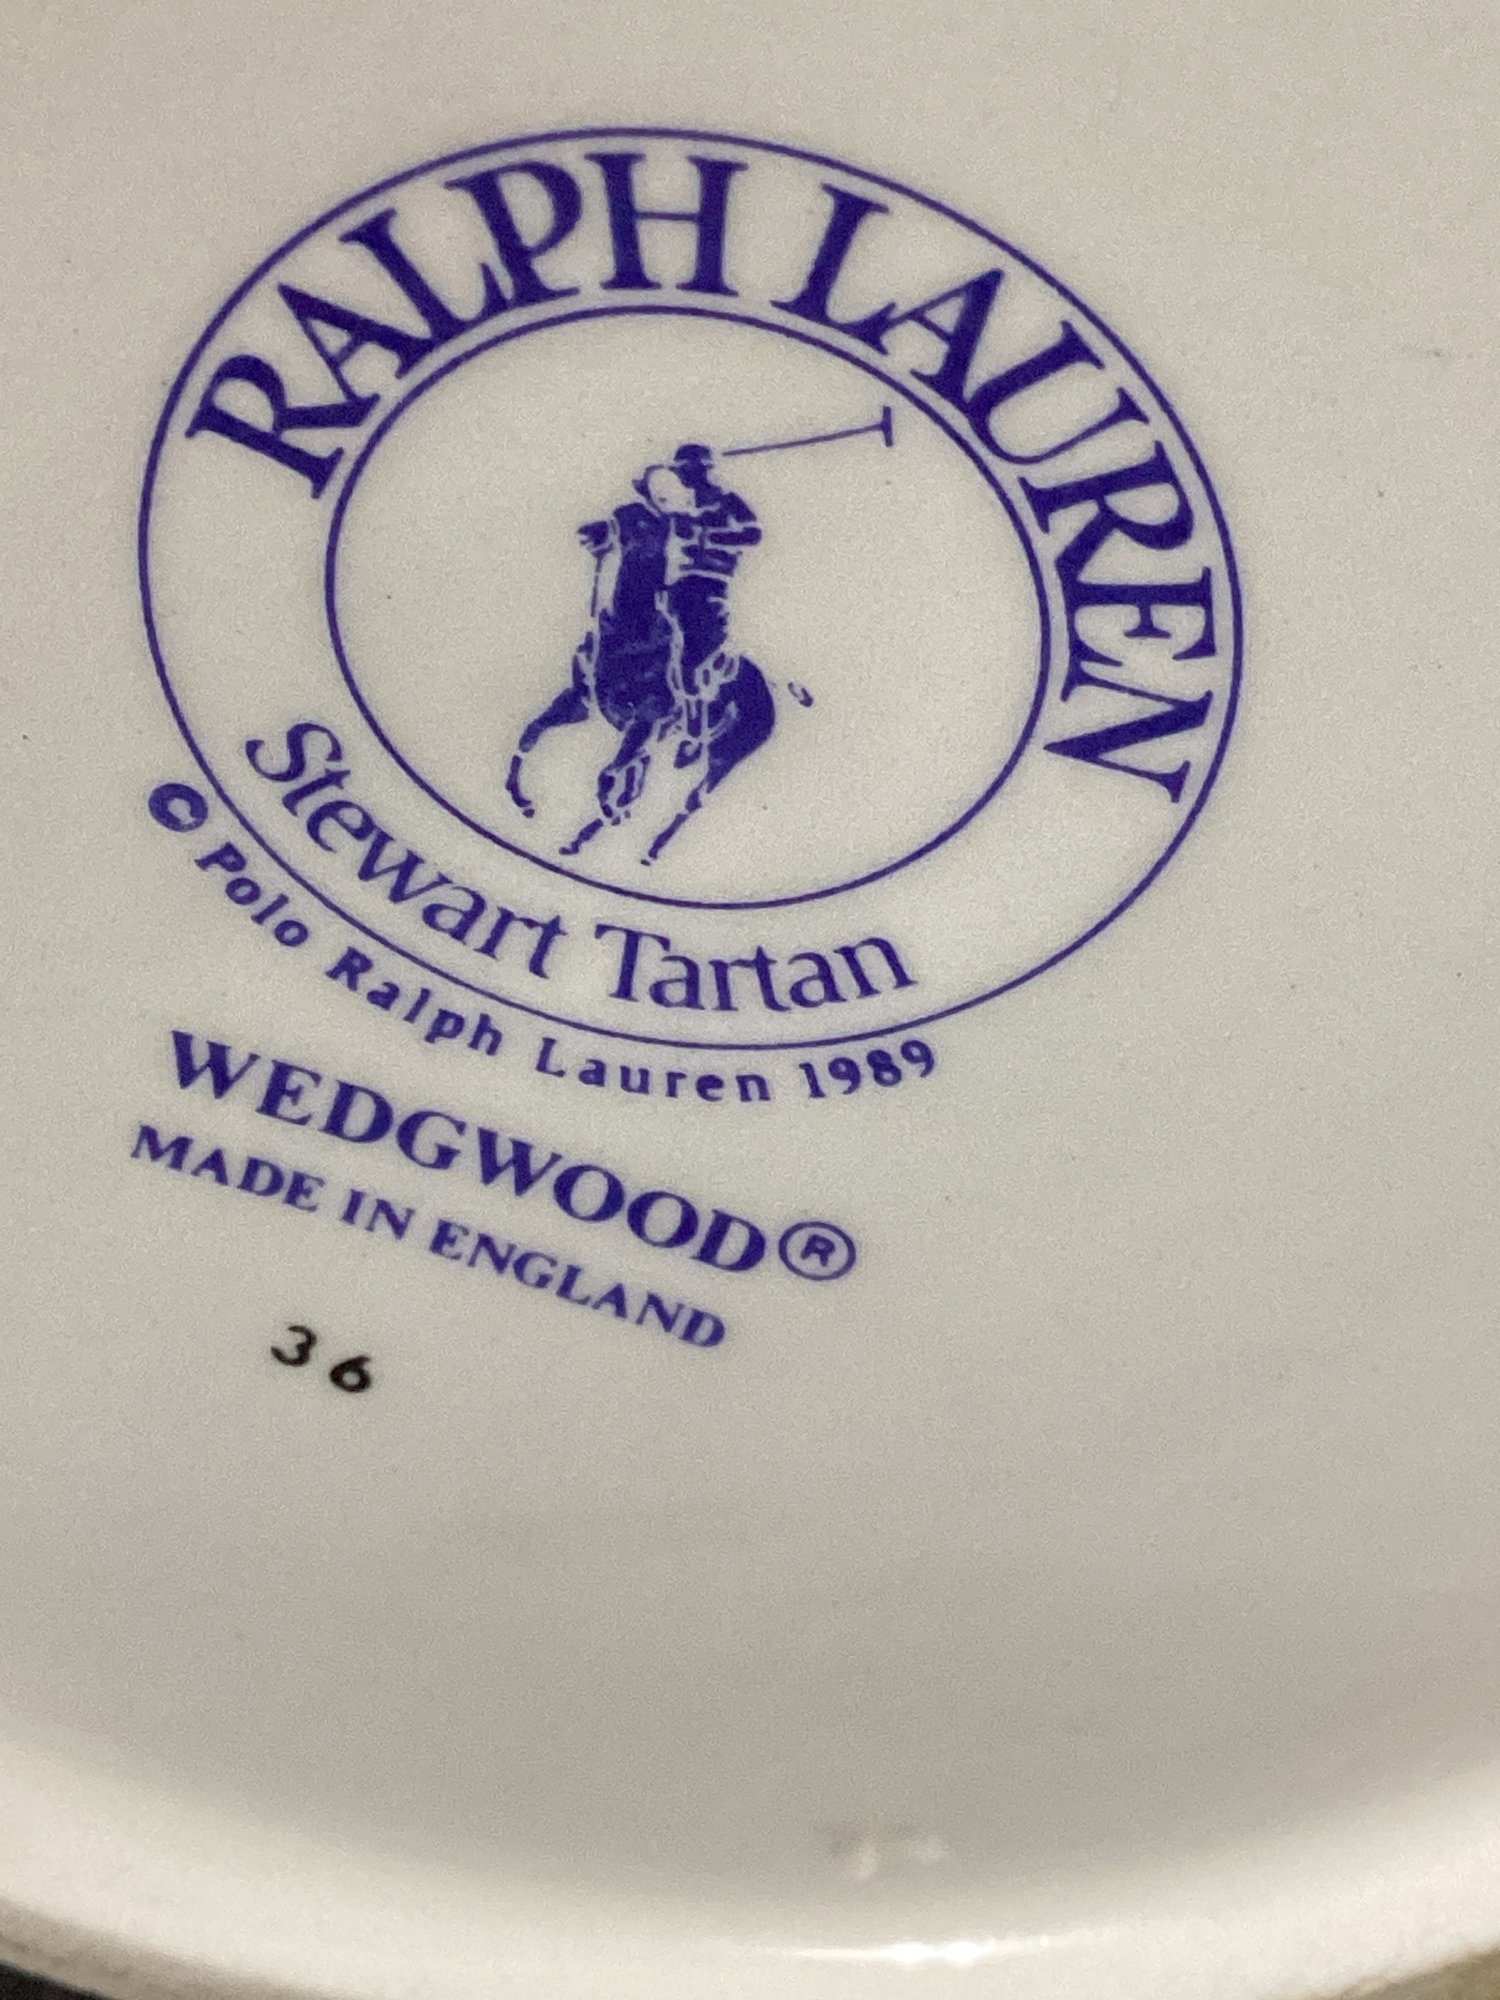 RALPH LAUREN
Stewart Tartan
© Polo Ralph Lauren 1989
WEDGWOOD®
MADE IN ENGLAND
36